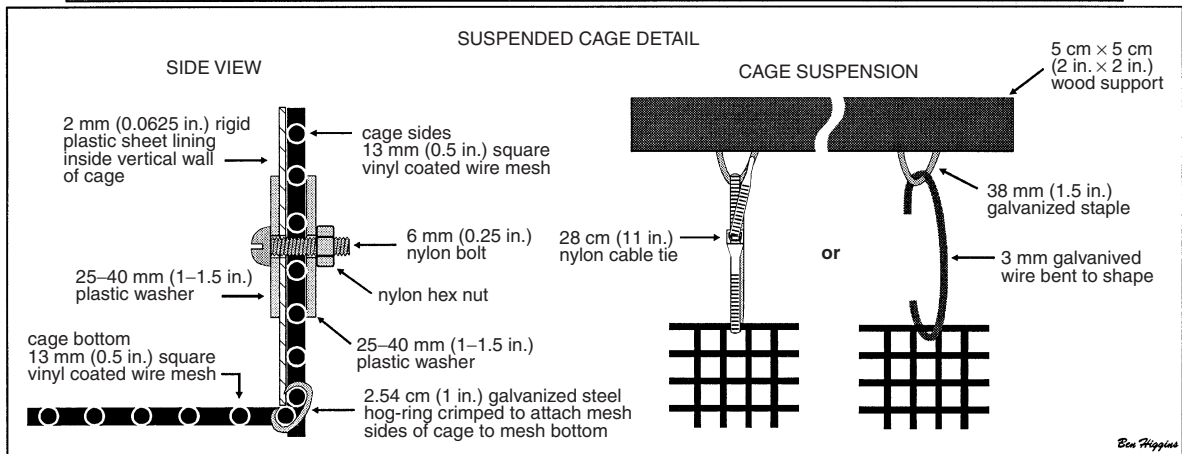 SUSPENDED CAGE DETAIL
SIDE VIEW
2 mm (0.0625 in.) rigid
plastic sheet lining
inside vertical wall
of cage
cage sides
13 mm (0.5 in.) square
vinyl coated wire mesh
6 mm (0.25 in.)
nylon bolt
25–40 mm (1–1.5 in.)
plastic washer
nylon hex nut
25–40 mm (1–1.5 in.)
plastic washer
cage bottom
13 mm (0.5 in.) square
vinyl coated wire mesh
2.54 cm (1 in.) galvanized steel
hog-ring crimped to attach mesh
sides of cage to mesh bottom
CAGE SUSPENSION
5 cm × 5 cm
(2 in. × 2 in.)
wood support
38 mm (1.5 in.)
galvanized staple
28 cm (11 in.)
nylon cable tie
or
3 mm galvanived
wire bent to shape
Ben Higgins